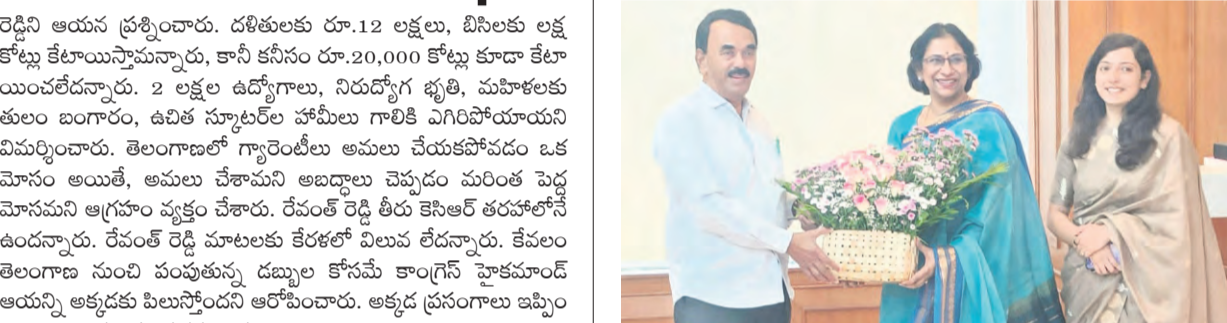 రెడ్డిని ఆయన ప్రశ్నించారు. దళితులకు రూ.12 లక్షలు, బిసిలకు లక్ష
కోట్లు కేటాయిస్తామన్నారు, కానీ కనీసం రూ.20,000 కోట్లు కూడా కేటా
యించలేదన్నారు. 2 లక్షల ఉద్యోగాలు, నిరుద్యోగ భృతి, మహిళలకు
తులం బంగారం, ఉచిత స్కూటర్‌ల హామీలు గాలికి ఎగిరిపోయాయని
విమర్శించారు. తెలంగాణలో గ్యారెంటీలు అమలు చేయకపోవడం ఒక
మోసం అయితే, అమలు చేశామని అబద్ధాలు చెప్పడం మరింత పెద్ద
మోసమని ఆగ్రహం వ్యక్తం చేశారు. రేవంత్ రెడ్డి తీరు కెసిఆర్ తరహాలోనే
ఉందన్నారు. రేవంత్ రెడ్డి మాటలకు కేరళలో విలువ లేదన్నారు. కేవలం
తెలంగాణ నుంచి పంపుతున్న డబ్బుల కోసమే కాంగ్రెస్ హైకమాండ్
ఆయన్ని అక్కడకు పిలుస్తోందని ఆరోపించారు. అక్కడ ప్రసంగాలు ఇప్పిం